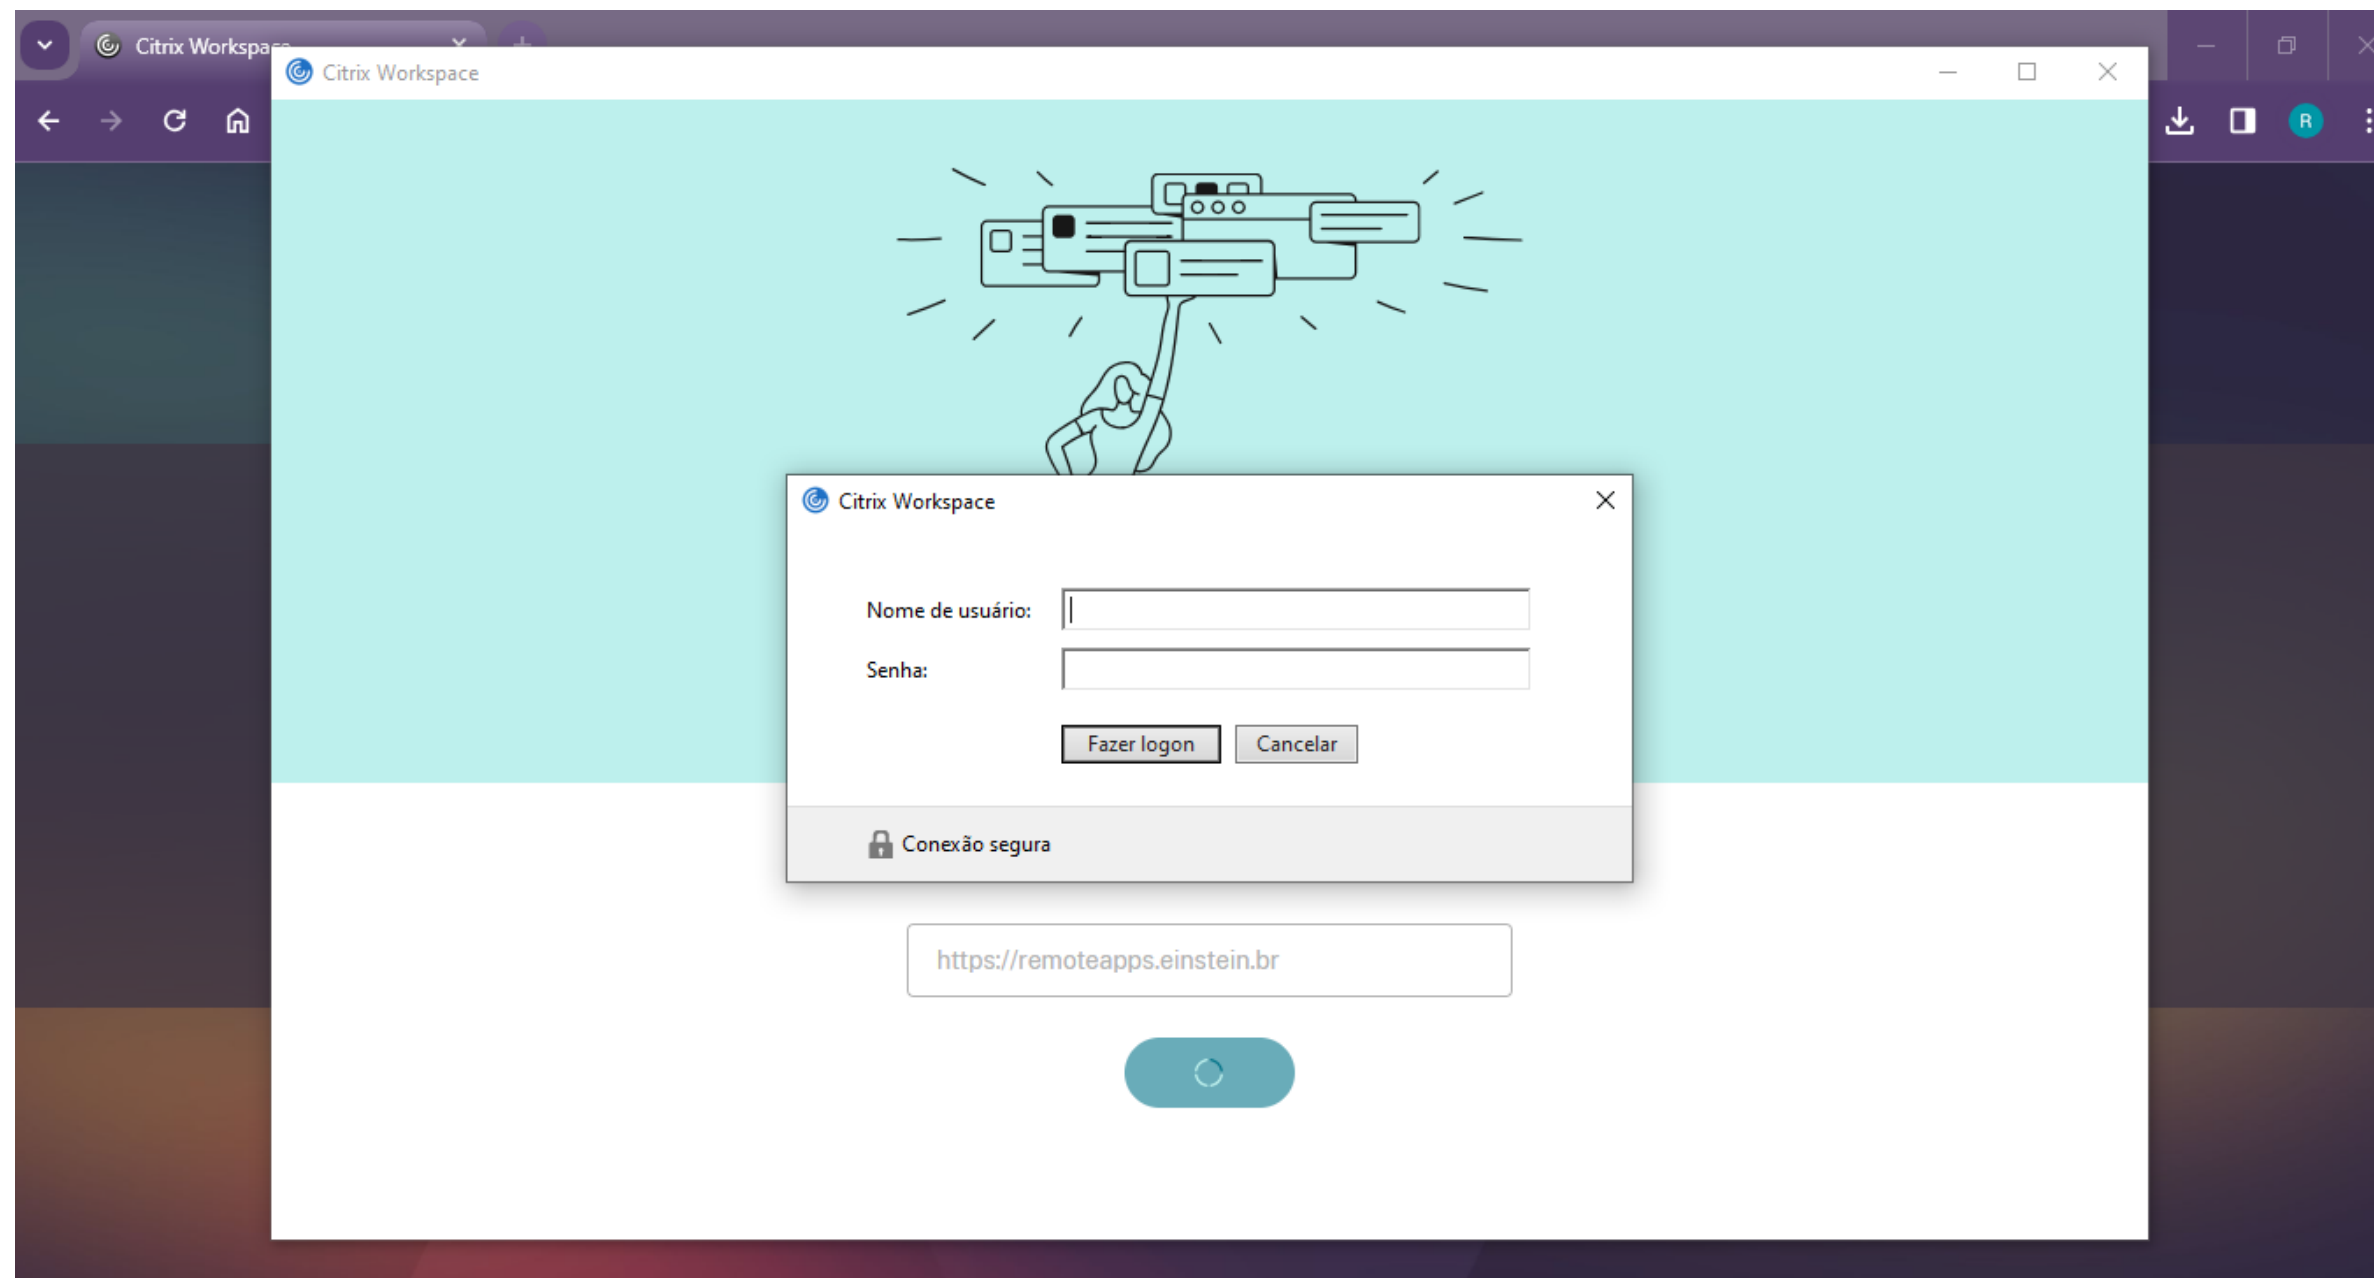 Citrix Workspace
Citrix Workspace
R
Citrix Workspace
Nome de usuário:
Senha:
Fazer logon Cancelar
Conexão segura
https://remoteapps.einstein.br